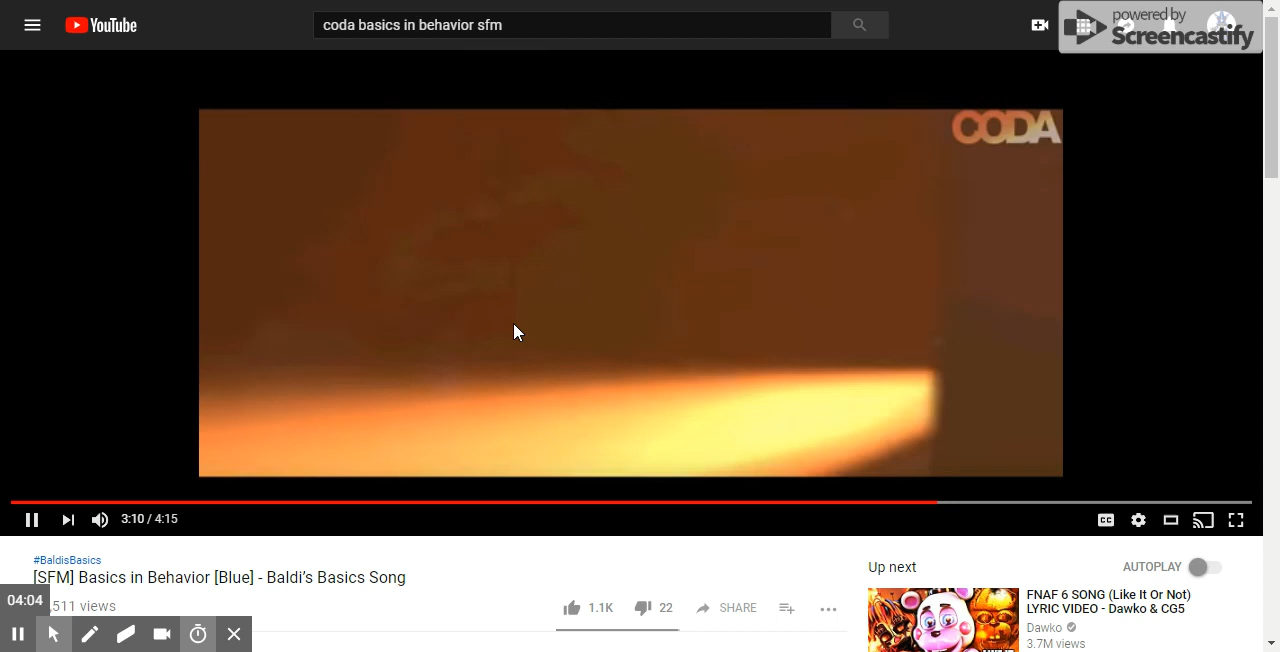 YouTube
coda basics in behavior sfm
powered by
Screencastify
CODA
3:10 / 4:15
CC
#BaldisBasics
[SFM] Basics in Behavior [Blue] - Baldi's Basics Song
,511 views
1.1K
22
SHARE
Up next
AUTOPLAY
FNAF 6 SONG (Like It Or Not)
LYRIC VIDEO - Dawko & CG5
Dawko
3.7M views
04:04